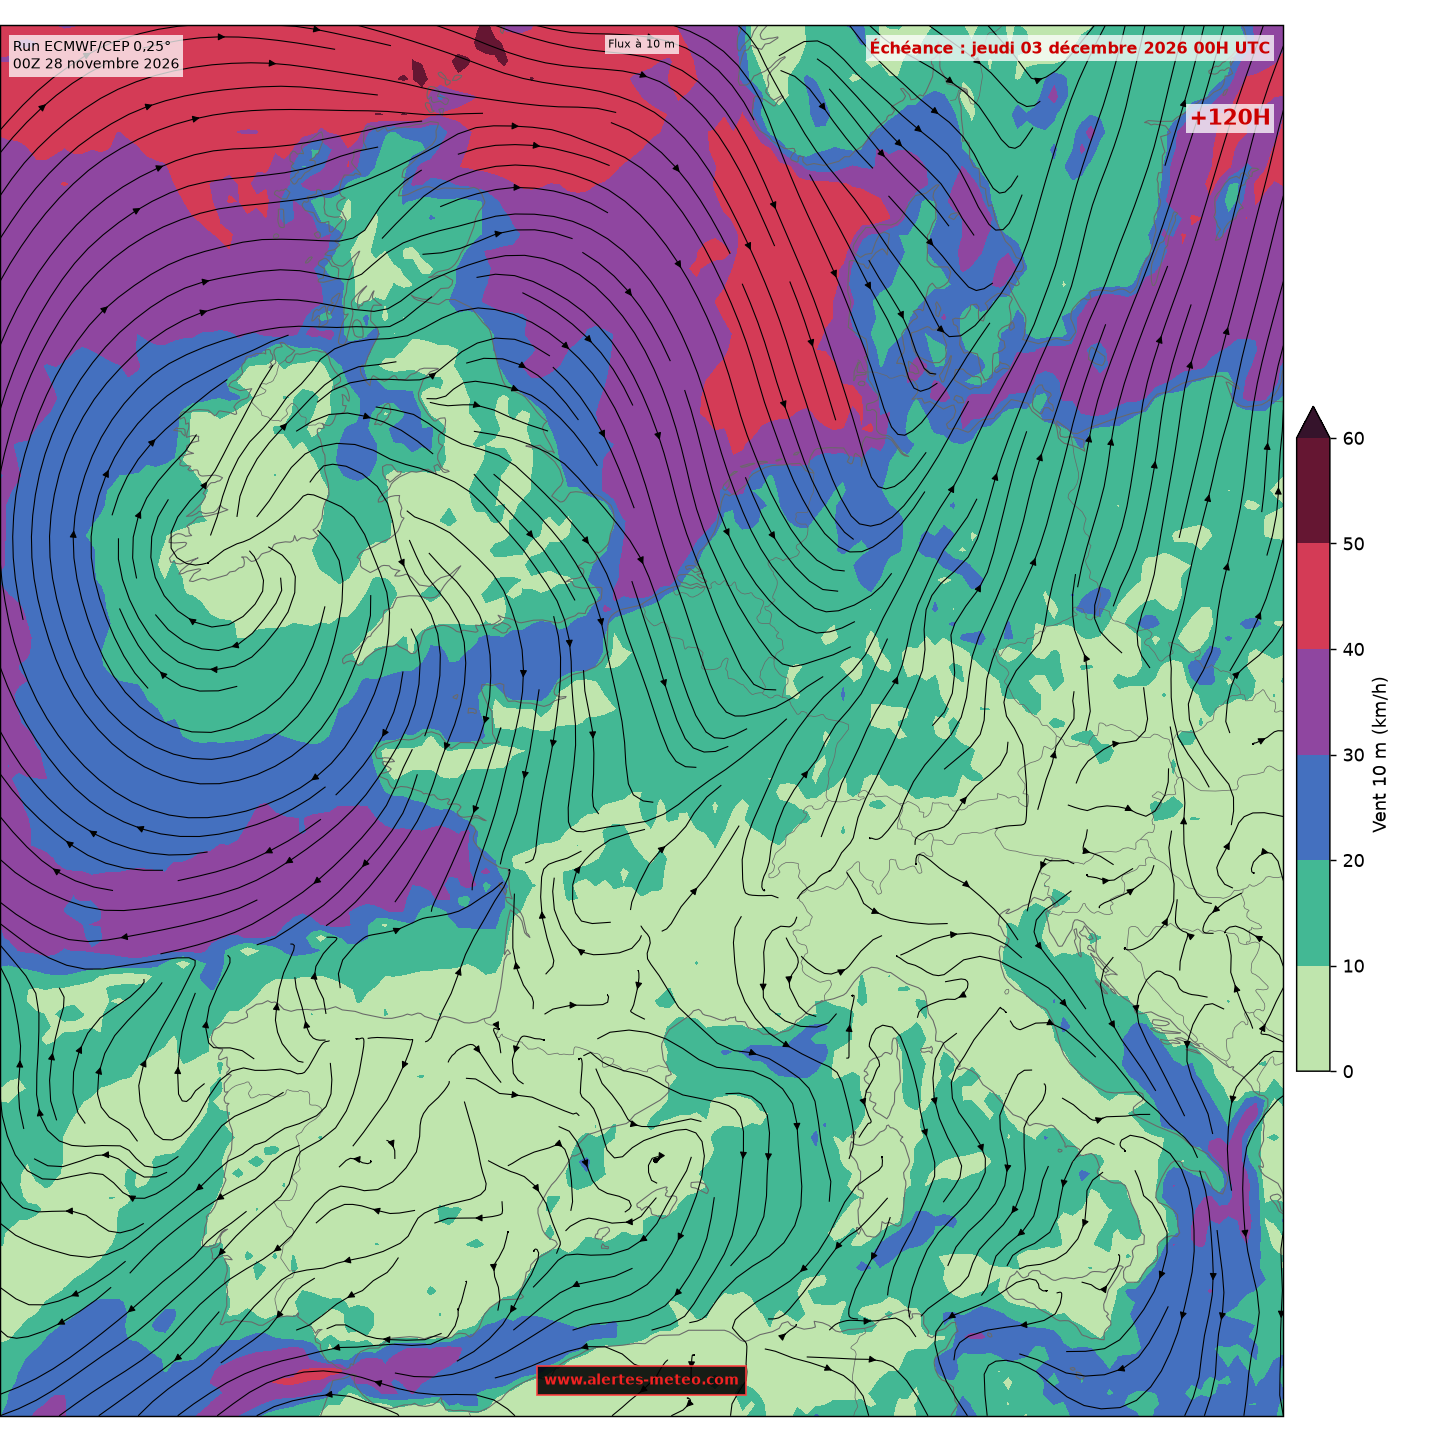 Run ECMWF/CEP 0,25°
00Z 28 novembre 2026
Flux à 10 m
Échéance : jeudi 03 décembre 2026 00H UTC
+120H
60
50
40
30
20
10
0
Vent 10 m (km/h)
www.alertes-meteo.com